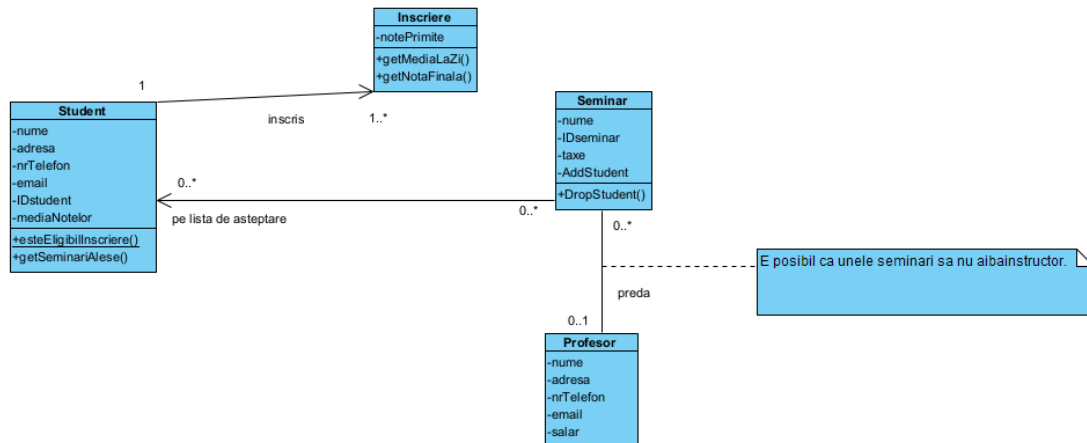 Inscriere
-notePrimite
+getMediaLaZi()
+getNotaFinala()
1
inscris
1..*
Student
-nume
-adresa
-nrTelefon
-email
-IDstudent
-mediaNotelor
+esteEligibilInscriere()
+getSeminariAlese()
0..*
pe lista de asteptare
0..*
Seminar
-nume
-IDseminar
-taxe
-AddStudent
+DropStudent()
0..*
preda
0..1
E posibil ca unele seminari sa nu aibainstructor.
Profesor
-nume
-adresa
-nrTelefon
-email
-salar